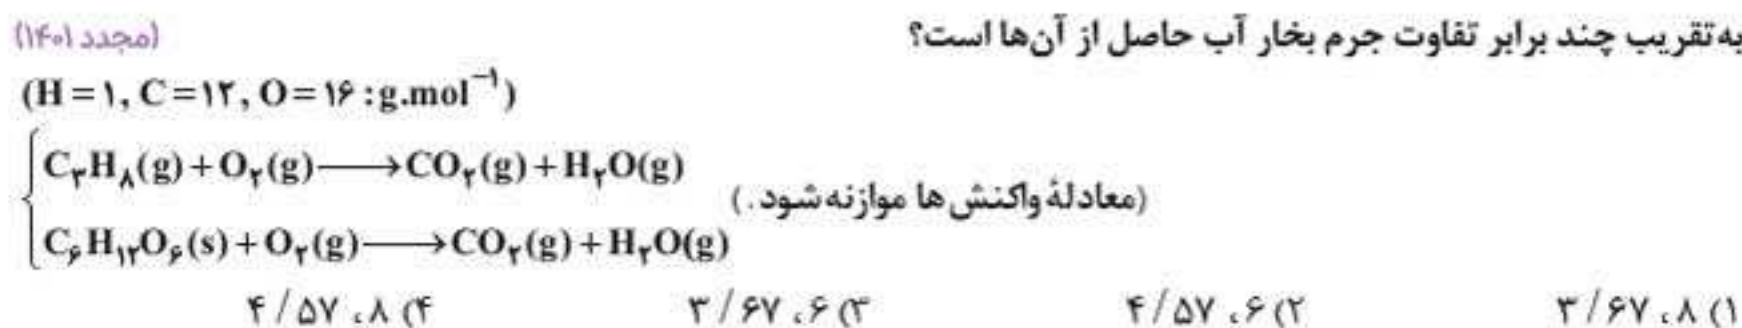 به‌تقریب چند برابر تفاوت جرم بخار آب حاصل از آن‌ها است؟ (مجدد ۱۴۰۱)
(H = ۱, C = ۱۲, O = ۱۶ : g.mol⁻¹)
C₃H₈(g) + O₂(g) ⟶ CO₂(g) + H₂O(g)
(معادلهٔ واکنش ها موازنه شود.)
C₆H₁₂O₆(s) + O₂(g) ⟶ CO₂(g) + H₂O(g)
۱) ۸، ۳/۶۷ ۲) ۶، ۴/۵۷ ۳) ۶، ۳/۶۷ ۴) ۸، ۴/۵۷